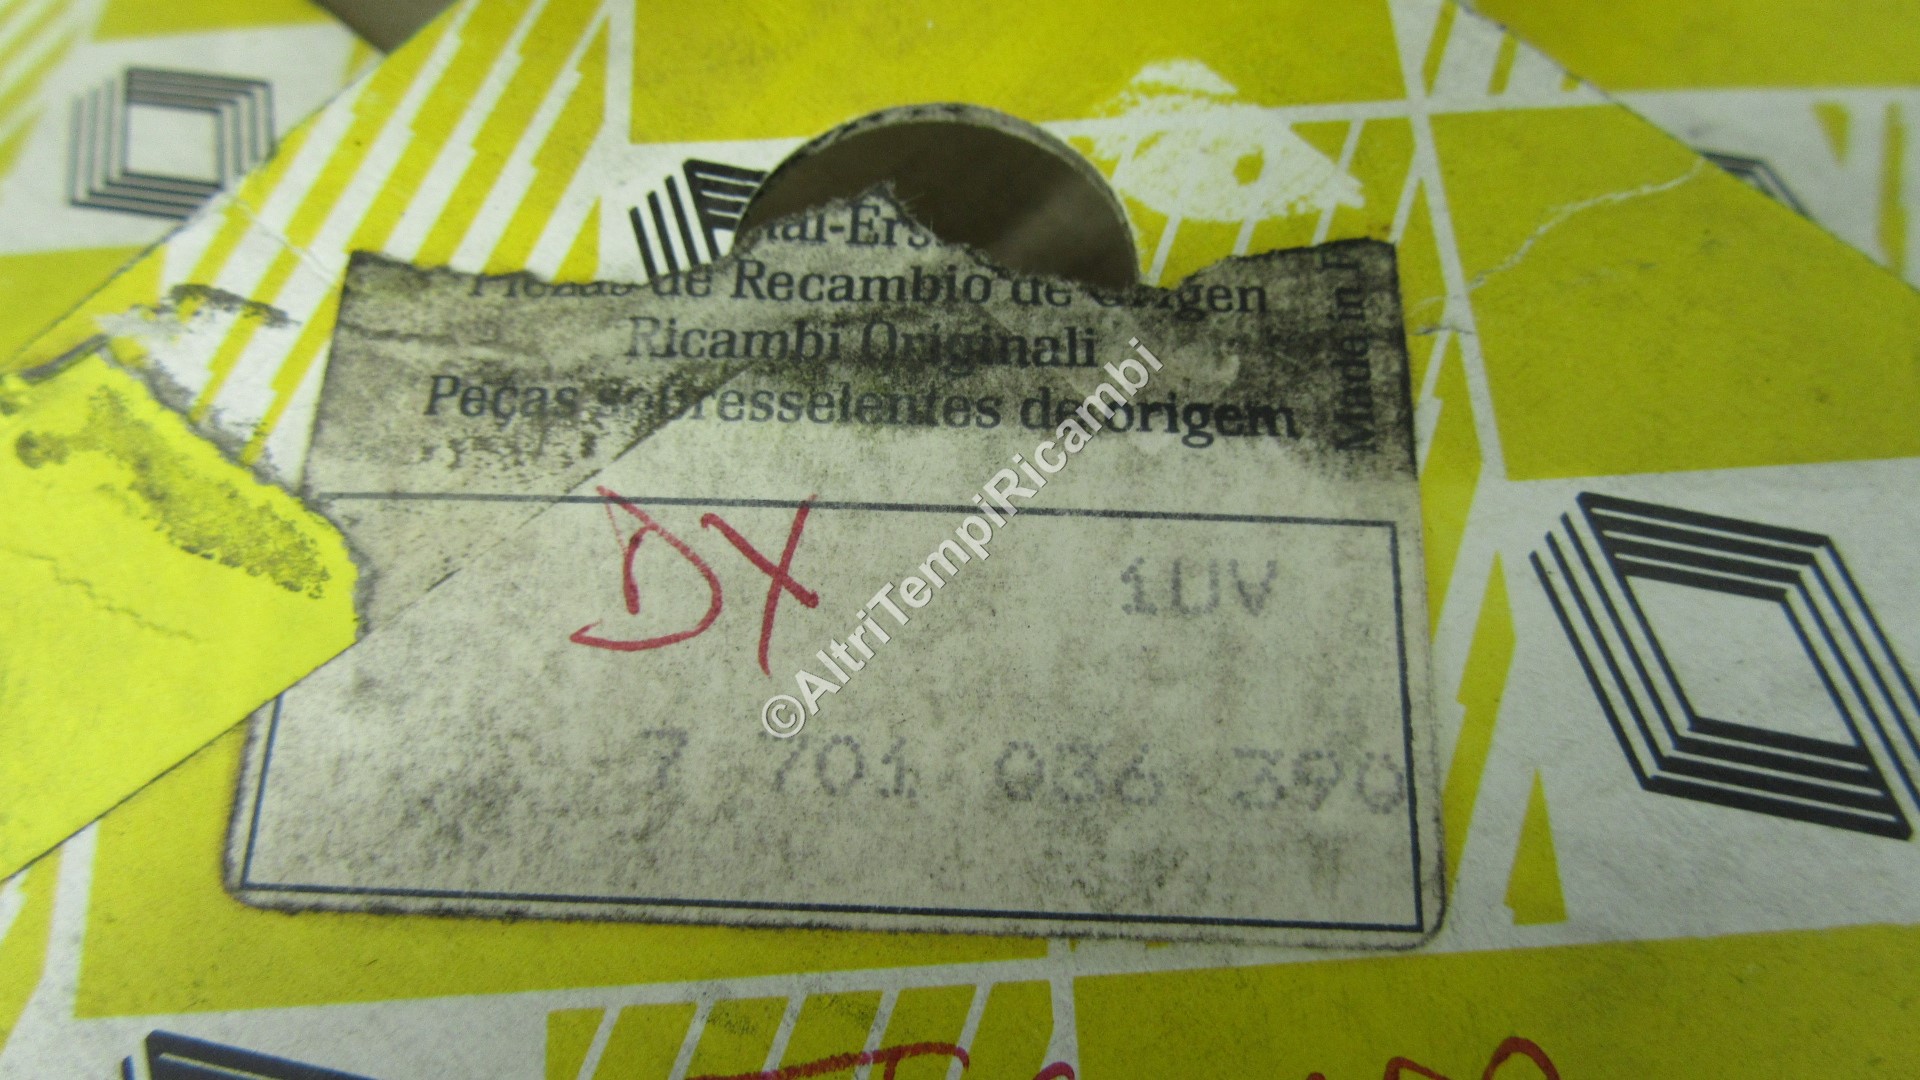 de Recambio de Origen
Ricambi Originali
Peças sobresselentes de origem
Made in
DX
1UV
7 701 036 390
©AltriTempiRicambi